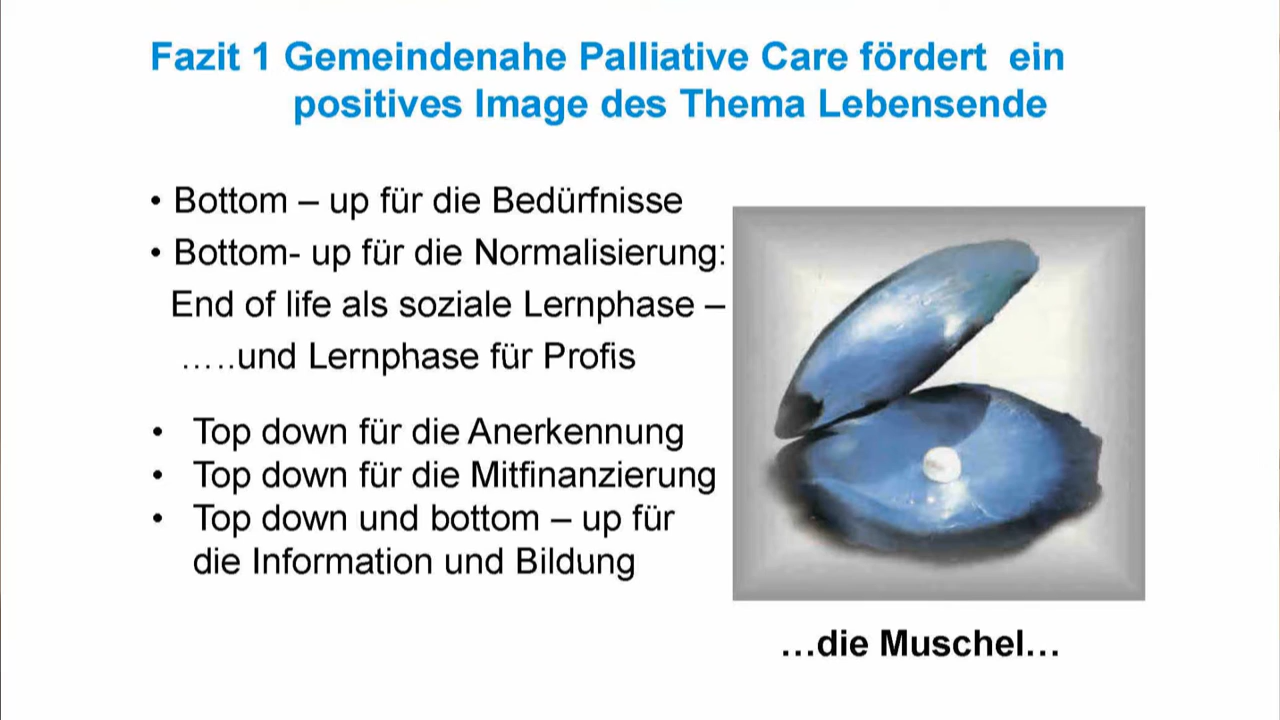 Fazit 1 Gemeindenahe Palliative Care fördert ein
positives Image des Thema Lebensende
• Bottom – up für die Bedürfnisse
• Bottom- up für die Normalisierung:
End of life als soziale Lernphase –
…..und Lernphase für Profis
• Top down für die Anerkennung
• Top down für die Mitfinanzierung
• Top down und bottom – up für
die Information und Bildung
…die Muschel…